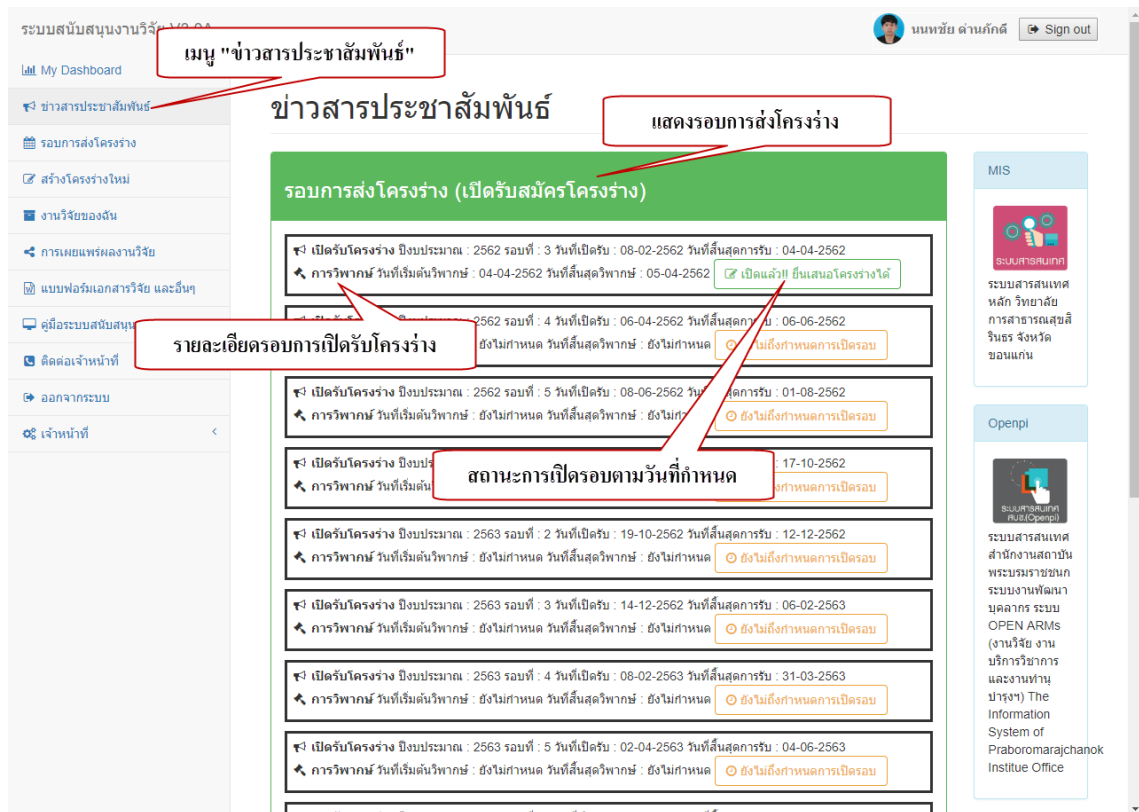 ระบบสนับสนุนงานวิจัย
นนทชัย ด่านภักดี
Sign out
เมนู "ข่าวสารประชาสัมพันธ์"
My Dashboard
ข่าวสารประชาสัมพันธ์
รอบการส่งโครงร่าง
สร้างโครงร่างใหม่
งานวิจัยของฉัน
การเผยแพร่ผลงานวิจัย
แบบฟอร์มเอกสารวิจัย และอื่นๆ
คู่มือระบบสนับสนุน
ติดต่อเจ้าหน้าที่
ออกจากระบบ
เจ้าหน้าที่
ข่าวสารประชาสัมพันธ์
แสดงรอบการส่งโครงร่าง
รอบการส่งโครงร่าง (เปิดรับสมัครโครงร่าง)
เปิดรับโครงร่าง ปีงบประมาณ : 2562 รอบที่ : 3 วันที่เปิดรับ : 08-02-2562 วันที่สิ้นสุดการรับ : 04-04-2562
การวิพากษ์ วันที่เริ่มต้นวิพากษ์ : 04-04-2562 วันที่สิ้นสุดวิพากษ์ : 05-04-2562 เปิดแล้ว!! ยื่นเสนอโครงร่างได้
2562 รอบที่ : 4 วันที่เปิดรับ : 06-04-2562 วันที่สิ้นสุดการรับ : 06-06-2562
ยังไม่กำหนด วันที่สิ้นสุดวิพากษ์ : ยังไม่กำหนด ยังไม่ถึงกำหนดการเปิดรอบ
รายละเอียดรอบการเปิดรับโครงร่าง
เปิดรับโครงร่าง ปีงบประมาณ : 2562 รอบที่ : 5 วันที่เปิดรับ : 08-06-2562 วันที่สิ้นสุดการรับ : 01-08-2562
การวิพากษ์ วันที่เริ่มต้นวิพากษ์ : ยังไม่กำหนด วันที่สิ้นสุดวิพากษ์ : ยังไม่กำหนด ยังไม่ถึงกำหนดการเปิดรอบ
เปิดรับโครงร่าง : 17-10-2562
การวิพากษ์ กำหนดการเปิดรอบ
สถานะการเปิดรอบตามวันที่กำหนด
เปิดรับโครงร่าง ปีงบประมาณ : 2563 รอบที่ : 2 วันที่เปิดรับ : 19-10-2562 วันที่สิ้นสุดการรับ : 12-12-2562
การวิพากษ์ วันที่เริ่มต้นวิพากษ์ : ยังไม่กำหนด วันที่สิ้นสุดวิพากษ์ : ยังไม่กำหนด ยังไม่ถึงกำหนดการเปิดรอบ
เปิดรับโครงร่าง ปีงบประมาณ : 2563 รอบที่ : 3 วันที่เปิดรับ : 14-12-2562 วันที่สิ้นสุดการรับ : 06-02-2563
การวิพากษ์ วันที่เริ่มต้นวิพากษ์ : ยังไม่กำหนด วันที่สิ้นสุดวิพากษ์ : ยังไม่กำหนด ยังไม่ถึงกำหนดการเปิดรอบ
เปิดรับโครงร่าง ปีงบประมาณ : 2563 รอบที่ : 4 วันที่เปิดรับ : 08-02-2563 วันที่สิ้นสุดการรับ : 31-03-2563
การวิพากษ์ วันที่เริ่มต้นวิพากษ์ : ยังไม่กำหนด วันที่สิ้นสุดวิพากษ์ : ยังไม่กำหนด ยังไม่ถึงกำหนดการเปิดรอบ
เปิดรับโครงร่าง ปีงบประมาณ : 2563 รอบที่ : 5 วันที่เปิดรับ : 02-04-2563 วันที่สิ้นสุดการรับ : 04-06-2563
การวิพากษ์ วันที่เริ่มต้นวิพากษ์ : ยังไม่กำหนด วันที่สิ้นสุดวิพากษ์ : ยังไม่กำหนด ยังไม่ถึงกำหนดการเปิดรอบ
MIS
ระบบสารสนเทศ
ระบบสารสนเทศ
หลัก วิทยาลัย
การสาธารณสุขสิ
รินธร จังหวัด
ขอนแก่น
Openpi
ระบบสารสนเทศ
สบช.(Openpi)
ระบบสารสนเทศ
สำนักงานสถาบัน
พระบรมราชชนก
ระบบงานพัฒนา
บุคลากร ระบบ
OPEN ARMs
(งานวิจัย งาน
บริการวิชาการ
และงานทำนุ
บำรุงฯ) The
Information
System of
Praboromarajchanok
Institue Office